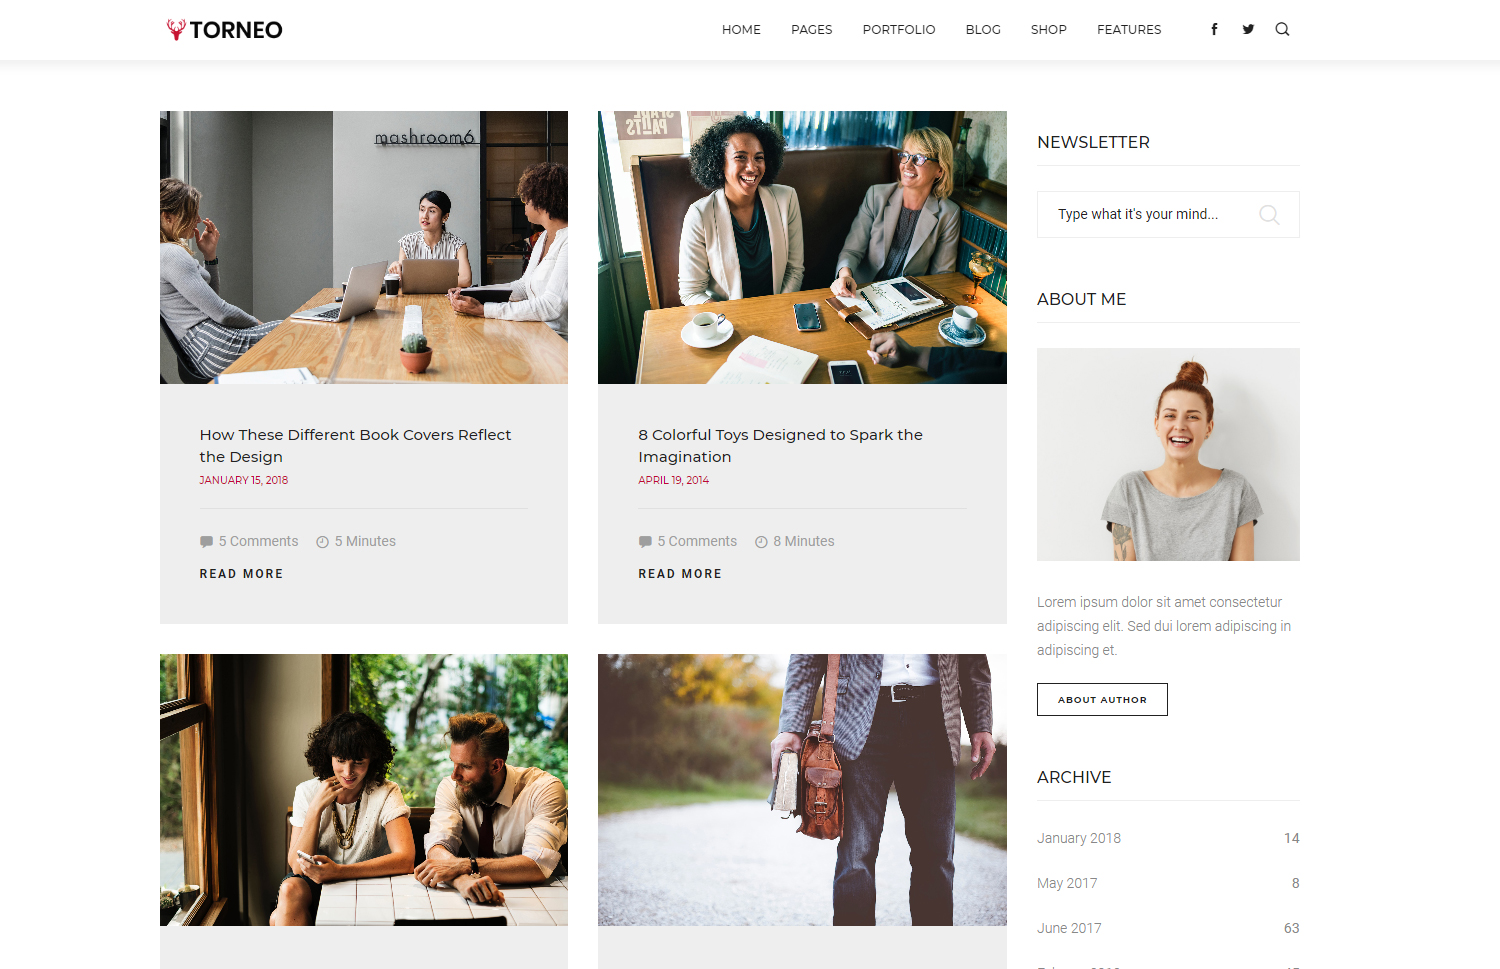 TORNEO
HOME PAGES PORTFOLIO BLOG SHOP FEATURES
mashroom6
How These Different Book Covers Reflect
the Design
JANUARY 15, 2018
5 Comments 5 Minutes
READ MORE
8 Colorful Toys Designed to Spark the
Imagination
APRIL 19, 2014
5 Comments 8 Minutes
READ MORE
NEWSLETTER
Type what it's your mind...
ABOUT ME
Lorem ipsum dolor sit amet consectetur
adipiscing elit. Sed dui lorem adipiscing in
adipiscing et.
ABOUT AUTHOR
ARCHIVE
January 2018 14
May 2017 8
June 2017 63